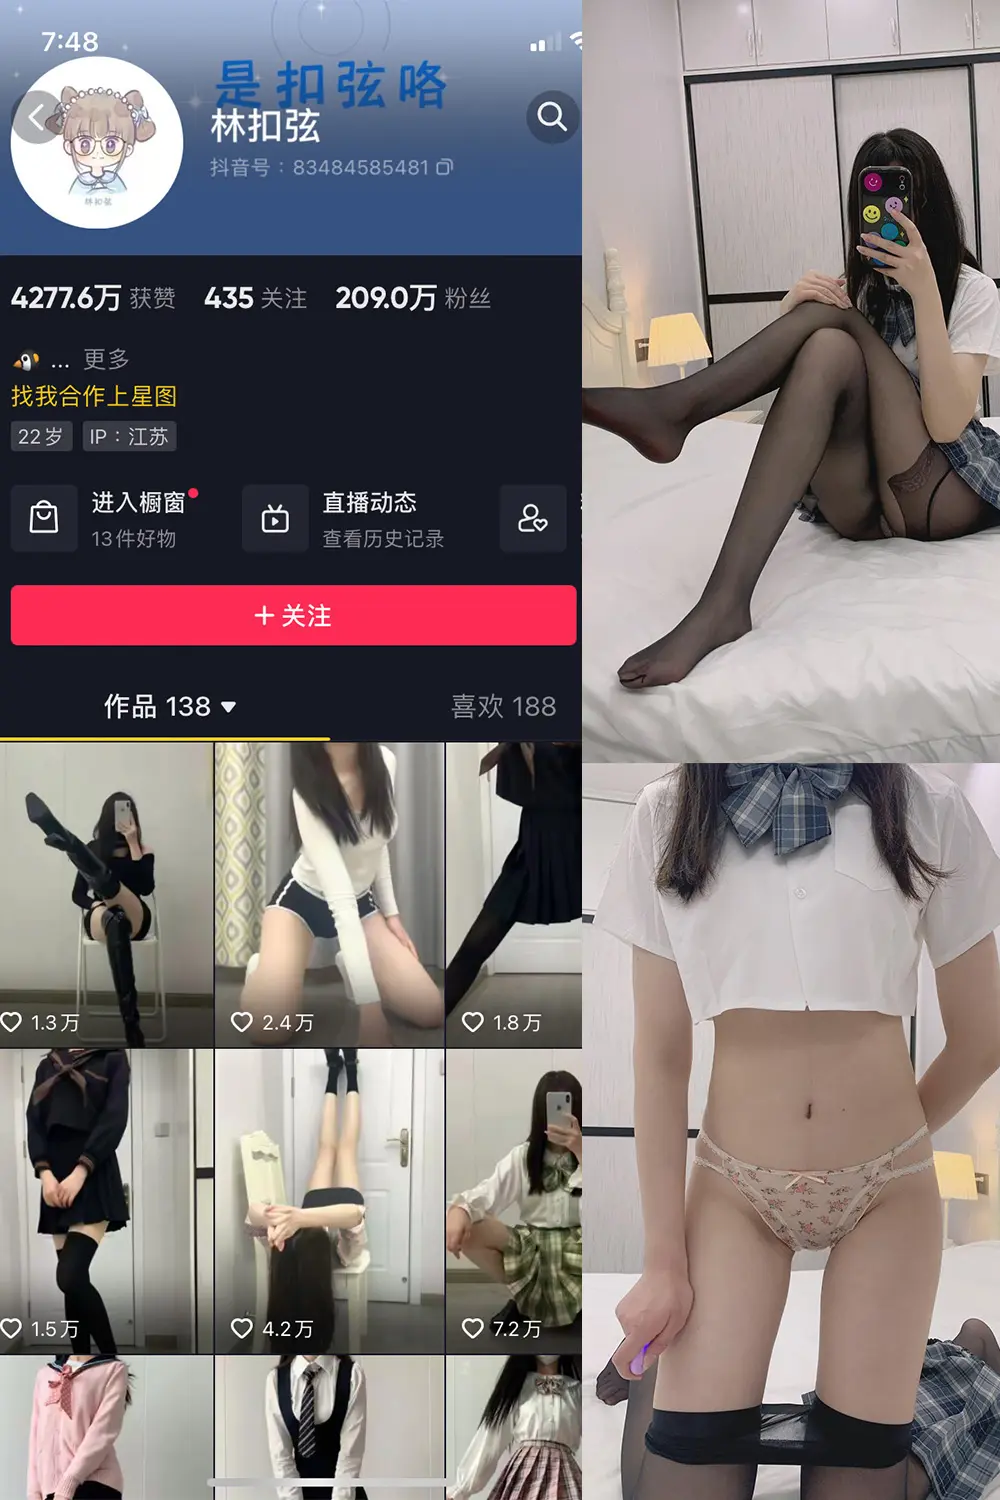 7:48
是扣弦咯
林扣弦
抖音号：83484585481
林扣弦
4277.6万 获赞 435 关注 209.0万 粉丝
... 更多
找我合作上星图
22岁 IP：江苏
进入橱窗 直播动态
13件好物 查看历史记录
+ 关注
作品 138 喜欢 188
1.3万 2.4万 1.8万
1.5万 4.2万 7.2万